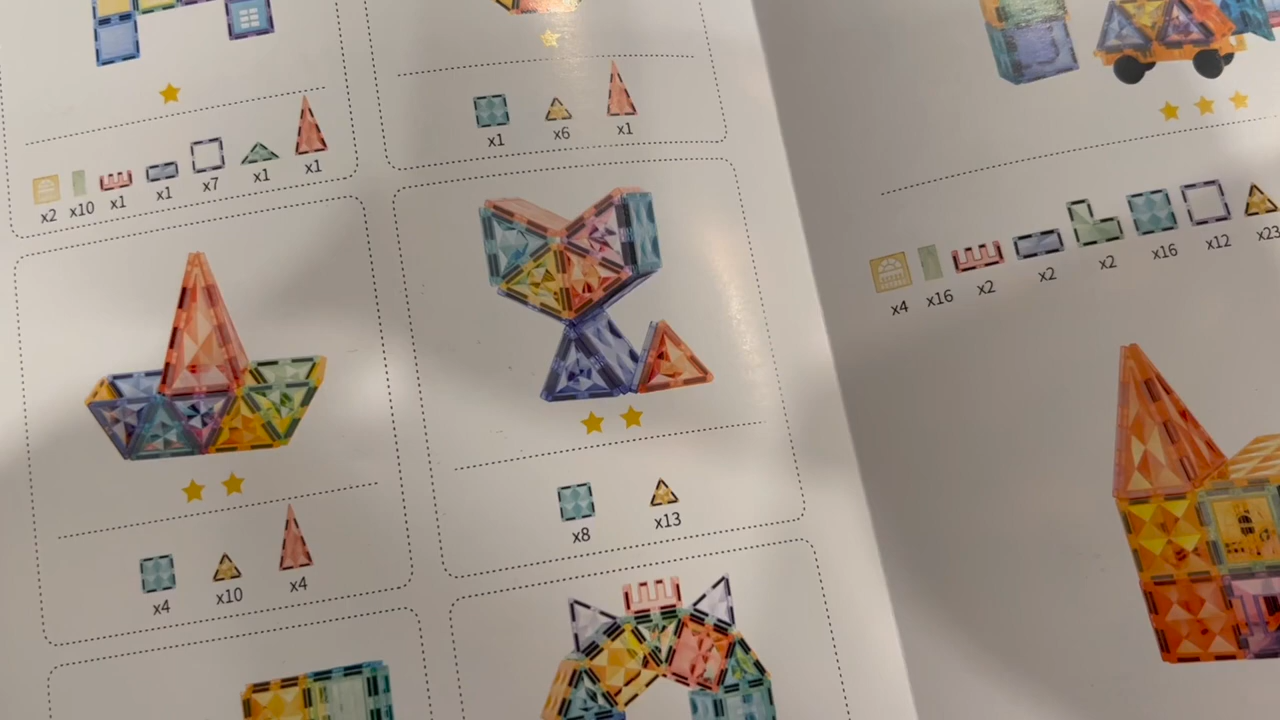 x2 x10 x1 x1 x7 x1 x1
x1 x6 x1
x4 x10 x4
x8 x13
x4 x16 x2 x2 x2 x16 x12 x23